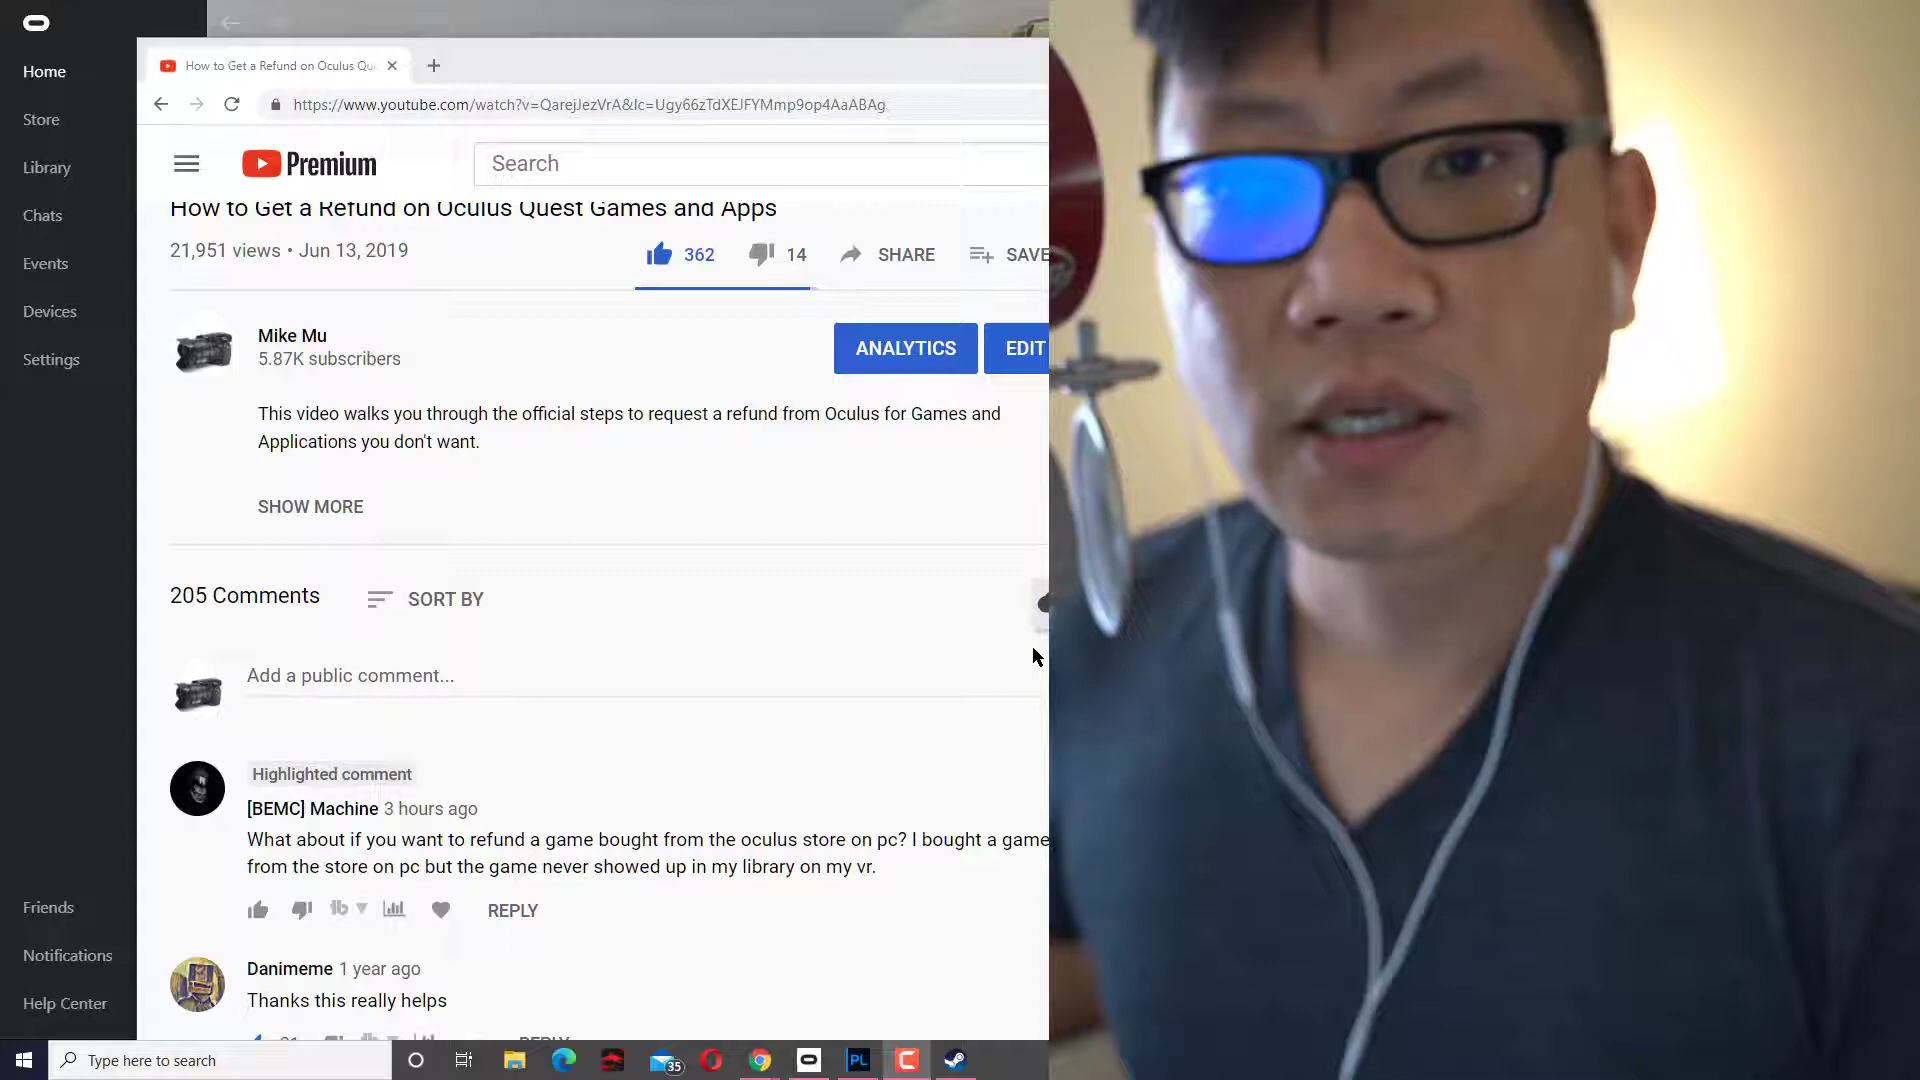 Home
Store
Library
Chats
Events
Devices
Settings
Friends
Notifications
Help Center
How to Get a Refund on Oculus Qu
https://www.youtube.com/watch?v=QarejJezVrA&lc=Ugy66zTdXEJFYMmp9op4AaABAg
Premium
Search
How to Get a Refund on Oculus Quest Games and Apps
21,951 views • Jun 13, 2019
362
14
SHARE
SAVE
Mike Mu
5.87K subscribers
ANALYTICS
EDIT
This video walks you through the official steps to request a refund from Oculus for Games and
Applications you don't want.
SHOW MORE
205 Comments
SORT BY
Add a public comment...
Highlighted comment
[BEMC] Machine 3 hours ago
What about if you want to refund a game bought from the oculus store on pc? I bought a game
from the store on pc but the game never showed up in my library on my vr.
REPLY
Danimeme 1 year ago
Thanks this really helps
REPLY
Type here to search
35
PL